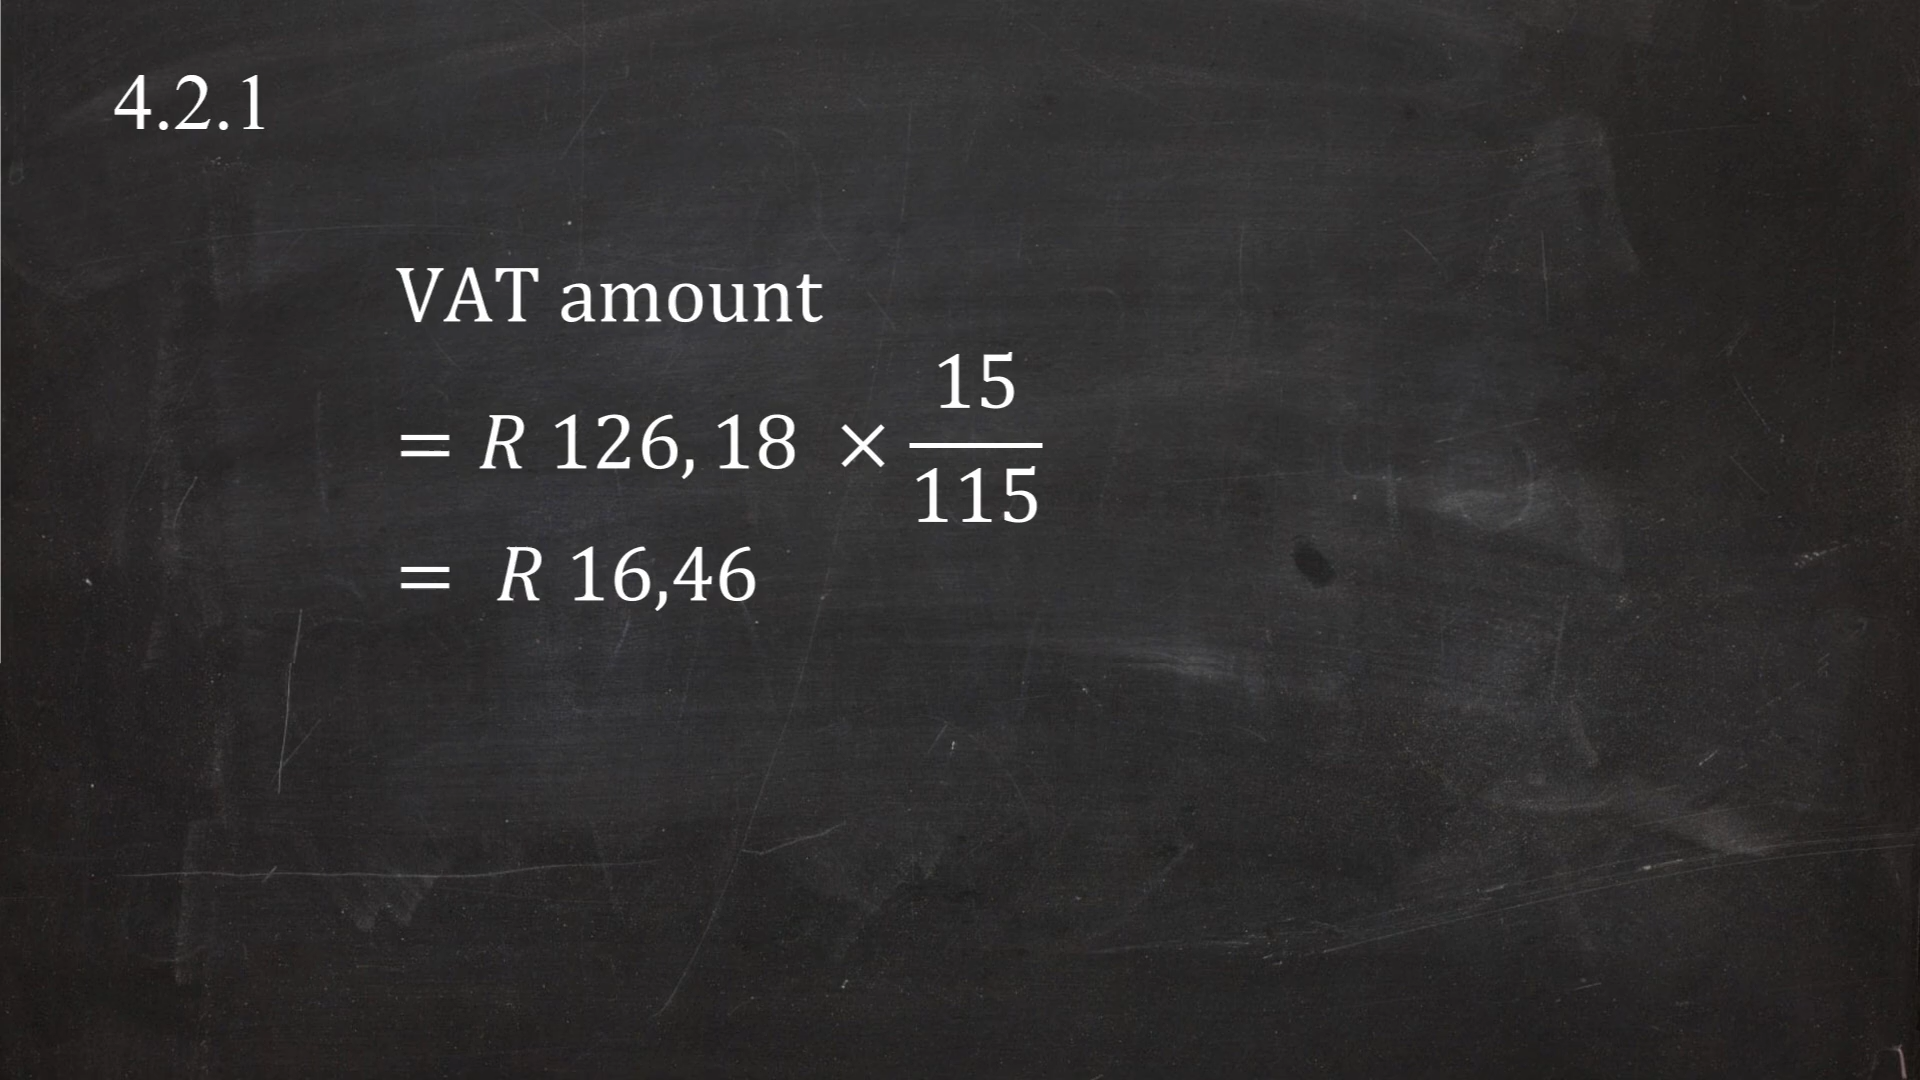 4.2.1
VAT amount
= R 126,18 × 15/115
= R 16,46